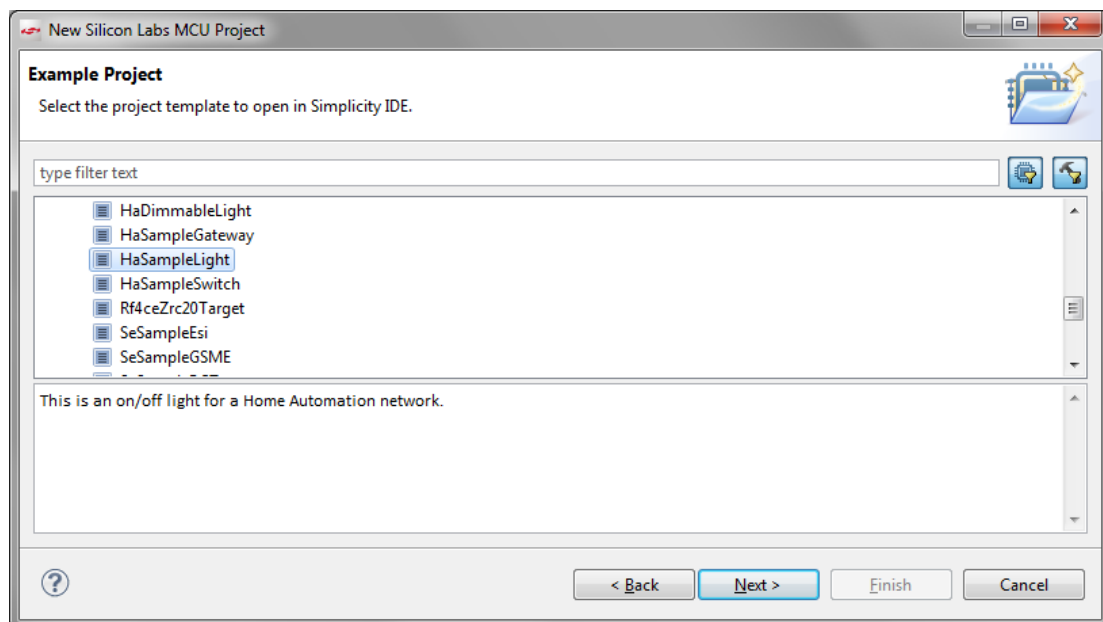 New Silicon Labs MCU Project
Example Project
Select the project template to open in Simplicity IDE.
type filter text
HaDimmableLight
HaSampleGateway
HaSampleLight
HaSampleSwitch
Rf4ceZrc20Target
SeSampleEsi
SeSampleGSME
This is an on/off light for a Home Automation network.
< Back Next > Finish Cancel